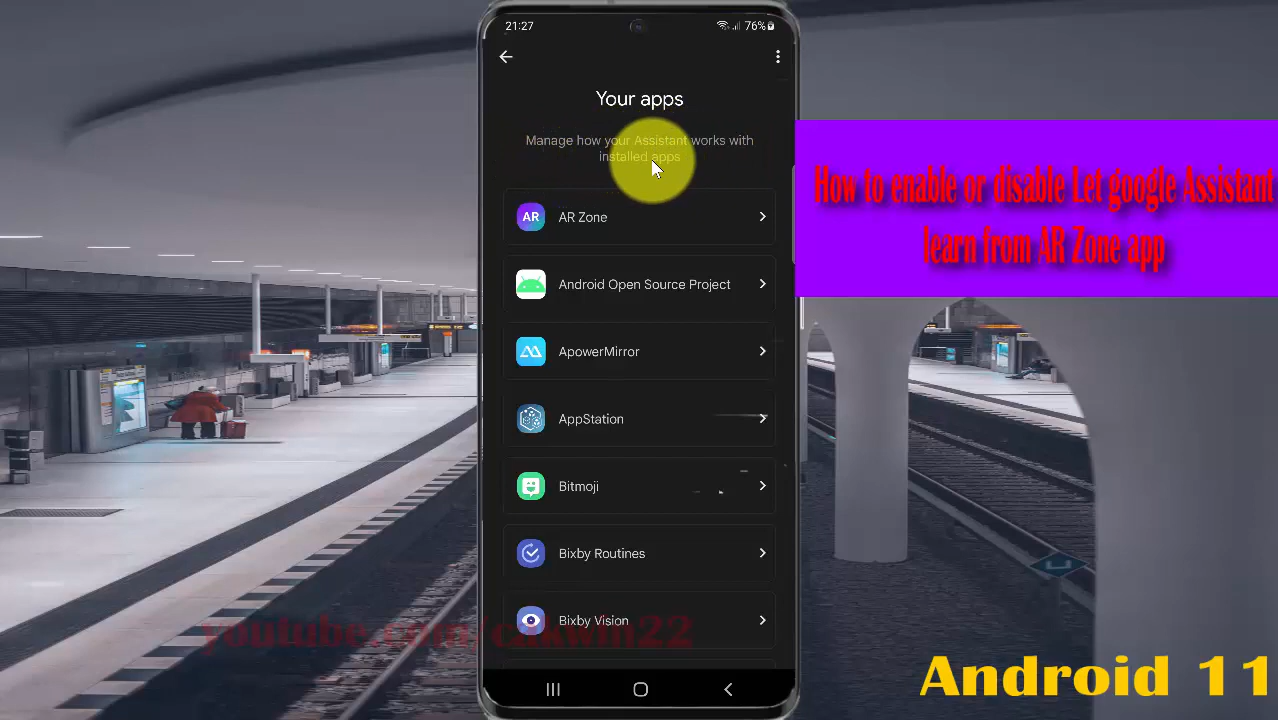 21:27
76%
Your apps
Manage how your Assistant works with
installed apps
AR
AR Zone
Android Open Source Project
ApowerMirror
AppStation
Bitmoji
Bixby Routines
Bixby Vision
How to enable or disable Let google Assistant
learn from AR Zone app
Android 11